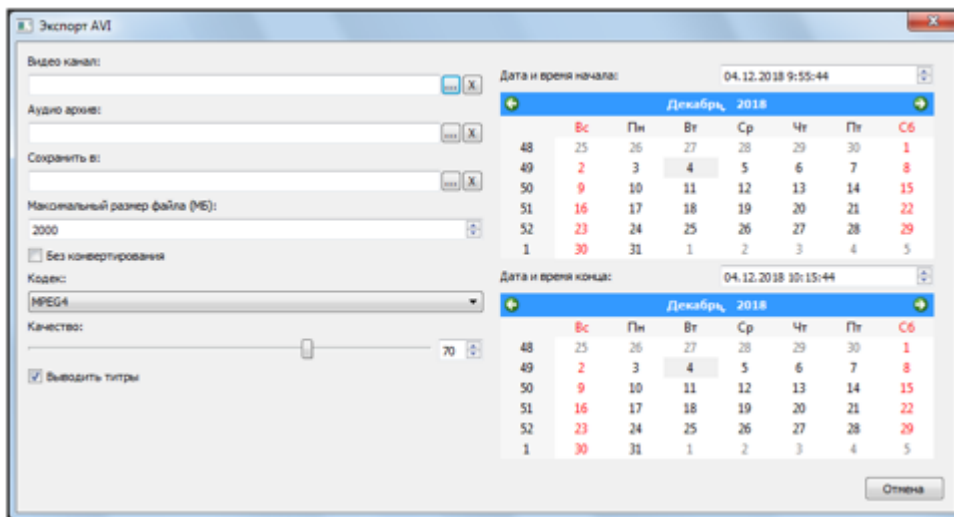 Экспорт AVI
Видео канал:
... X
Аудио архив:
... X
Сохранить в:
... X
Максимальный размер файла (МБ):
2000
Без конвертирования
Кодек:
MPEG4
Качество:
70
Выводить титры
Дата и время начала: 04.12.2018 9:55:44
Декабрь, 2018
Вс Пн Вт Ср Чт Пт Сб
48 25 26 27 28 29 30 1
49 2 3 4 5 6 7 8
50 9 10 11 12 13 14 15
51 16 17 18 19 20 21 22
52 23 24 25 26 27 28 29
1 30 31 1 2 3 4 5
Дата и время конца: 04.12.2018 10:15:44
Декабрь, 2018
Вс Пн Вт Ср Чт Пт Сб
48 25 26 27 28 29 30 1
49 2 3 4 5 6 7 8
50 9 10 11 12 13 14 15
51 16 17 18 19 20 21 22
52 23 24 25 26 27 28 29
1 30 31 1 2 3 4 5
Отмена